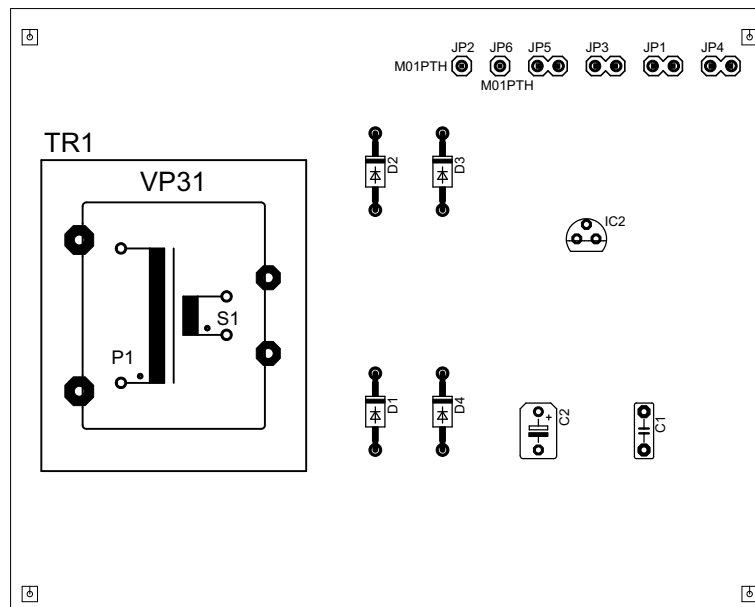 JP2 JP6 JP5 JP3 JP1 JP4
M01PTH
M01PTH
TR1
VP31
D2
D3
IC2
S1
P1
D1
D4
C2
+
C1